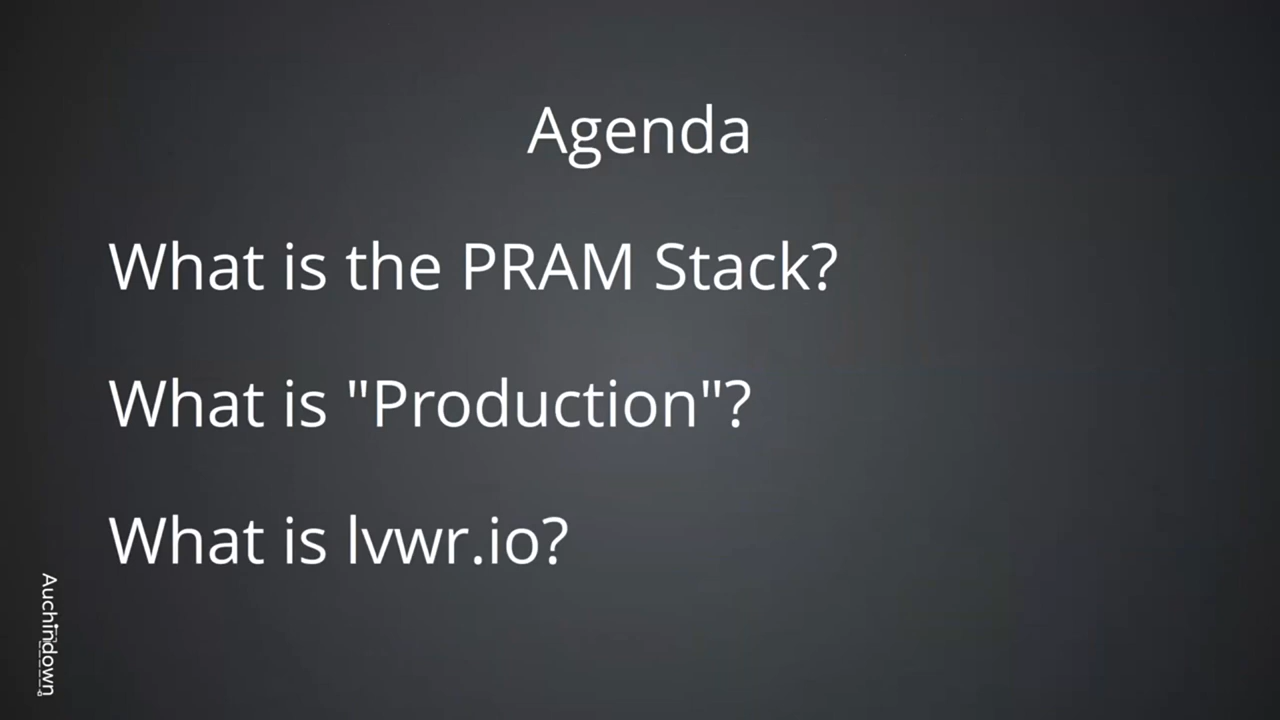 Agenda
What is the PRAM Stack?
What is "Production"?
What is lvwr.io?
Auchindown